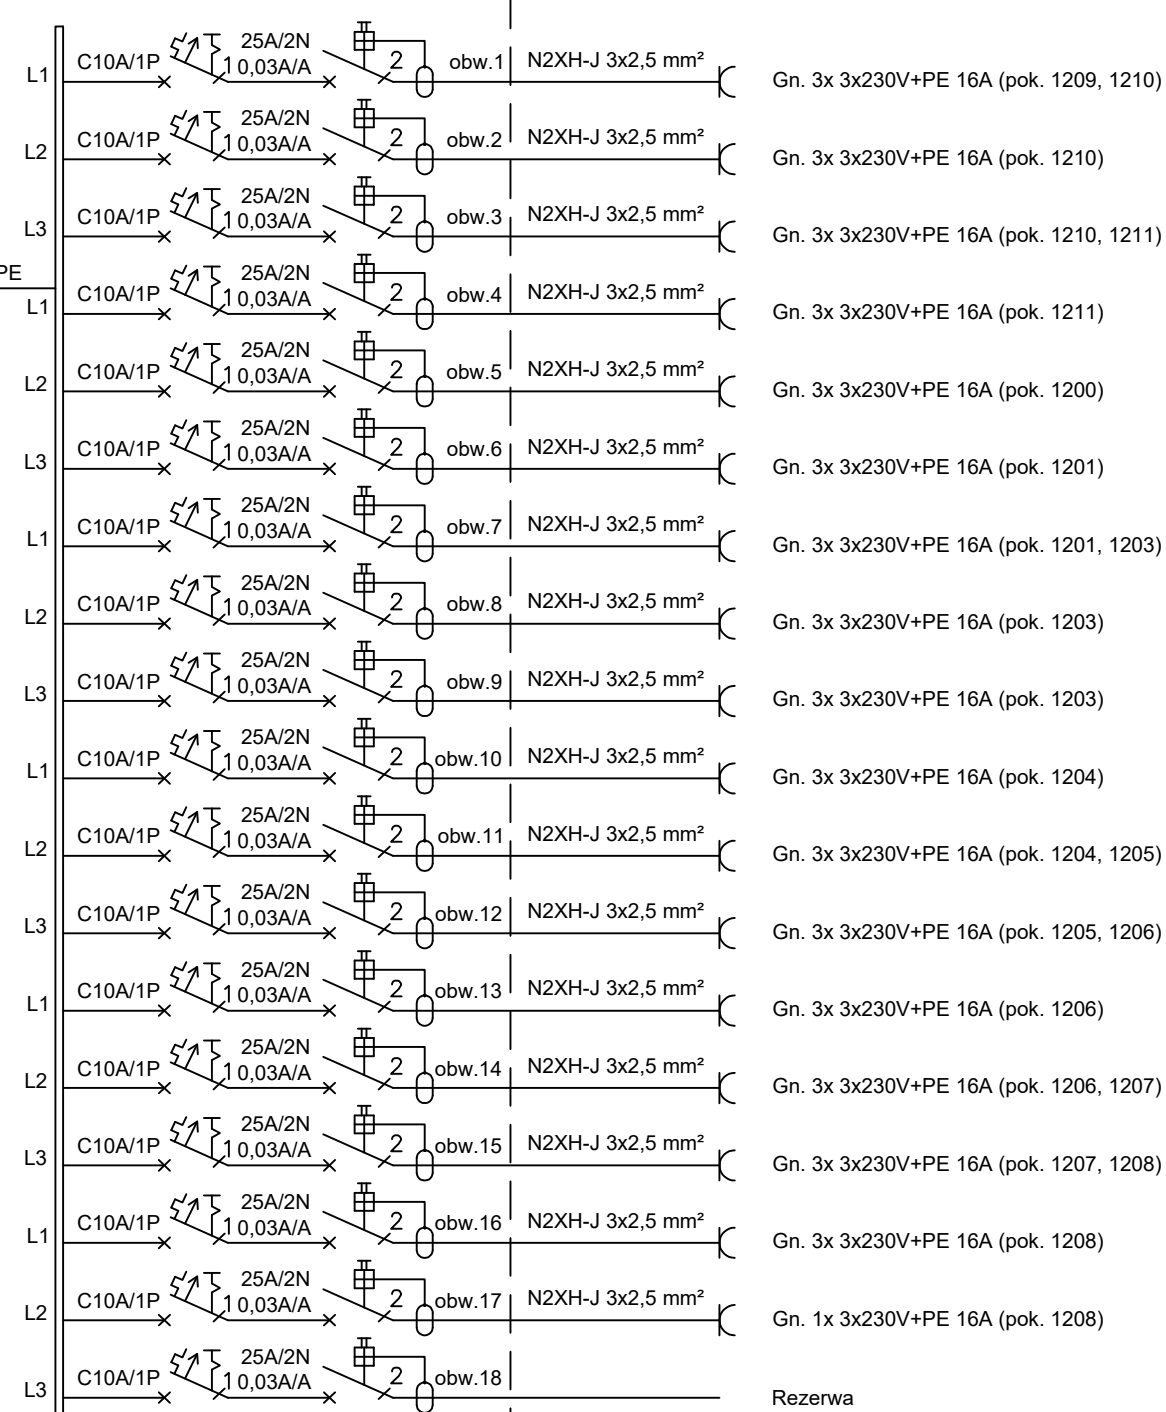 L1 C10A/1P 1 25A/2N 0,03A/A 2 obw.1 N2XH-J 3x2,5 mm² Gn. 3x 3x230V+PE 16A (pok. 1209, 1210)
L2 C10A/1P 1 25A/2N 0,03A/A 2 obw.2 N2XH-J 3x2,5 mm² Gn. 3x 3x230V+PE 16A (pok. 1210)
L3 C10A/1P 1 25A/2N 0,03A/A 2 obw.3 N2XH-J 3x2,5 mm² Gn. 3x 3x230V+PE 16A (pok. 1210, 1211)
PE
L1 C10A/1P 1 25A/2N 0,03A/A 2 obw.4 N2XH-J 3x2,5 mm² Gn. 3x 3x230V+PE 16A (pok. 1211)
L2 C10A/1P 1 25A/2N 0,03A/A 2 obw.5 N2XH-J 3x2,5 mm² Gn. 3x 3x230V+PE 16A (pok. 1200)
L3 C10A/1P 1 25A/2N 0,03A/A 2 obw.6 N2XH-J 3x2,5 mm² Gn. 3x 3x230V+PE 16A (pok. 1201)
L1 C10A/1P 1 25A/2N 0,03A/A 2 obw.7 N2XH-J 3x2,5 mm² Gn. 3x 3x230V+PE 16A (pok. 1201, 1203)
L2 C10A/1P 1 25A/2N 0,03A/A 2 obw.8 N2XH-J 3x2,5 mm² Gn. 3x 3x230V+PE 16A (pok. 1203)
L3 C10A/1P 1 25A/2N 0,03A/A 2 obw.9 N2XH-J 3x2,5 mm² Gn. 3x 3x230V+PE 16A (pok. 1203)
L1 C10A/1P 1 25A/2N 0,03A/A 2 obw.10 N2XH-J 3x2,5 mm² Gn. 3x 3x230V+PE 16A (pok. 1204)
L2 C10A/1P 1 25A/2N 0,03A/A 2 obw.11 N2XH-J 3x2,5 mm² Gn. 3x 3x230V+PE 16A (pok. 1204, 1205)
L3 C10A/1P 1 25A/2N 0,03A/A 2 obw.12 N2XH-J 3x2,5 mm² Gn. 3x 3x230V+PE 16A (pok. 1205, 1206)
L1 C10A/1P 1 25A/2N 0,03A/A 2 obw.13 N2XH-J 3x2,5 mm² Gn. 3x 3x230V+PE 16A (pok. 1206)
L2 C10A/1P 1 25A/2N 0,03A/A 2 obw.14 N2XH-J 3x2,5 mm² Gn. 3x 3x230V+PE 16A (pok. 1206, 1207)
L3 C10A/1P 1 25A/2N 0,03A/A 2 obw.15 N2XH-J 3x2,5 mm² Gn. 3x 3x230V+PE 16A (pok. 1207, 1208)
L1 C10A/1P 1 25A/2N 0,03A/A 2 obw.16 N2XH-J 3x2,5 mm² Gn. 3x 3x230V+PE 16A (pok. 1208)
L2 C10A/1P 1 25A/2N 0,03A/A 2 obw.17 N2XH-J 3x2,5 mm² Gn. 1x 3x230V+PE 16A (pok. 1208)
L3 C10A/1P 1 25A/2N 0,03A/A 2 obw.18 Rezerwa